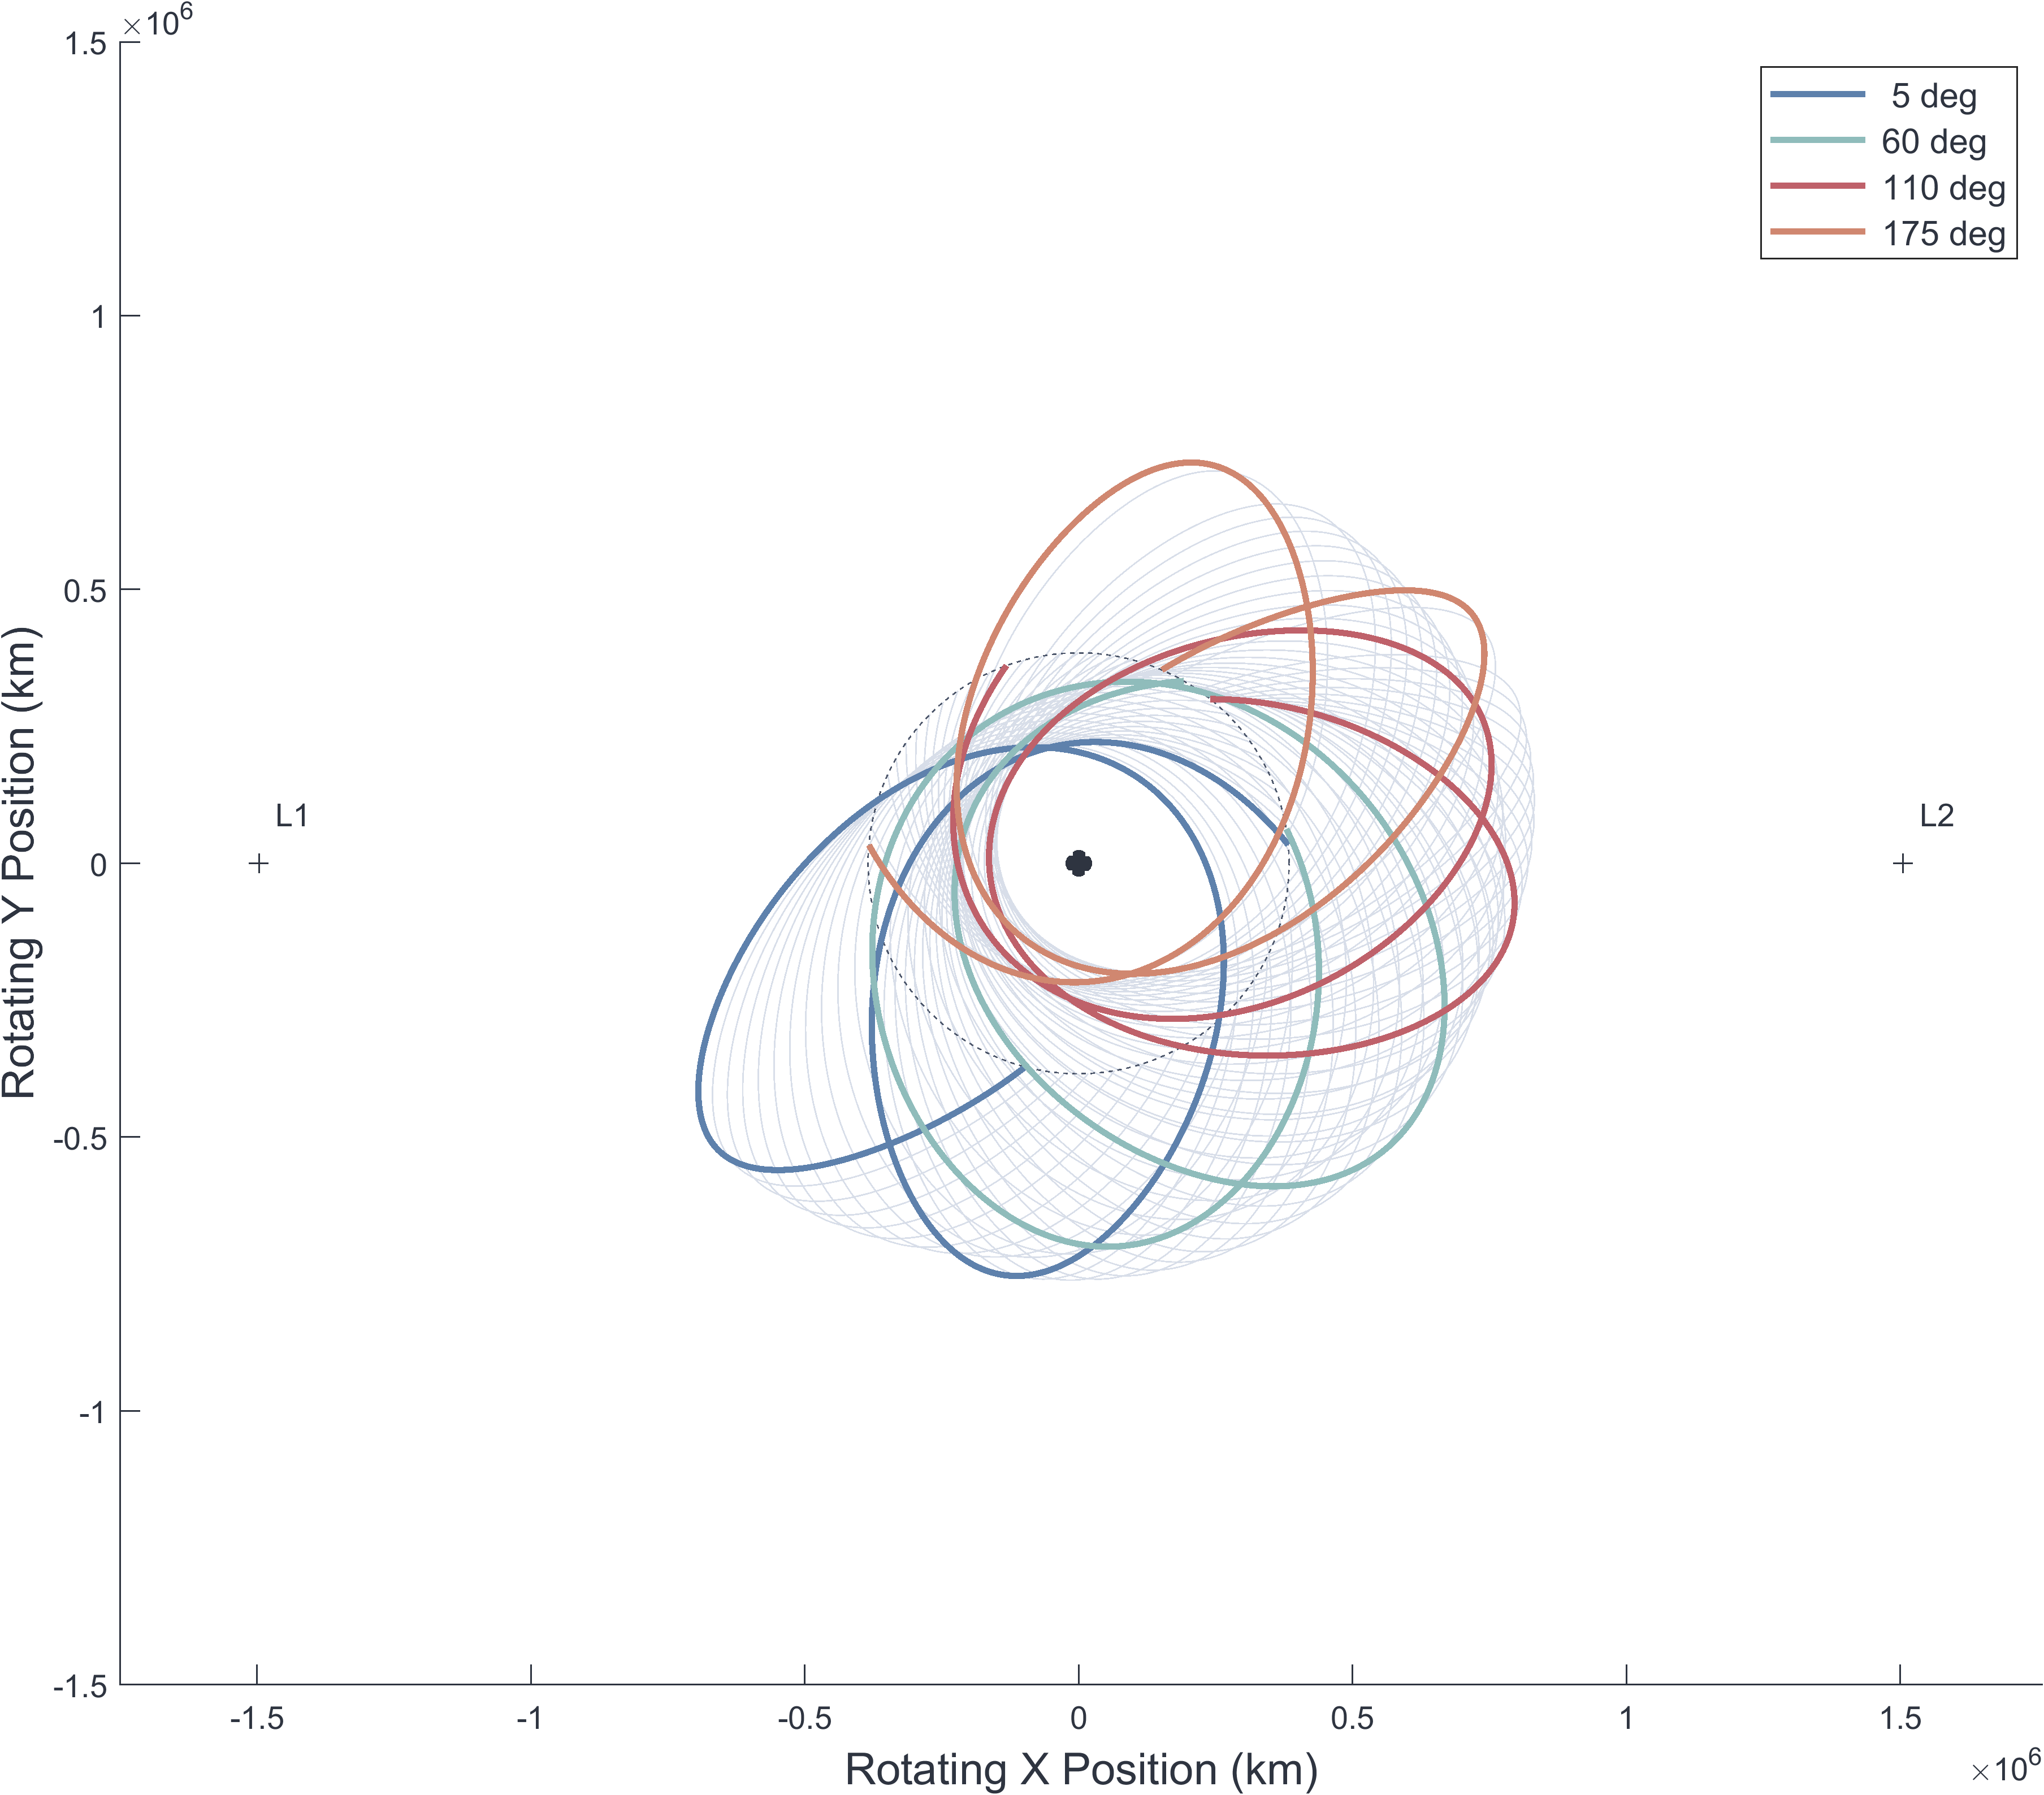 ×10⁶
1.5
1
0.5
0
-0.5
-1
-1.5
Rotating Y Position (km)
5 deg
60 deg
110 deg
175 deg
L1
L2
-1.5
-1
-0.5
0
0.5
1
1.5
×10⁶
Rotating X Position (km)